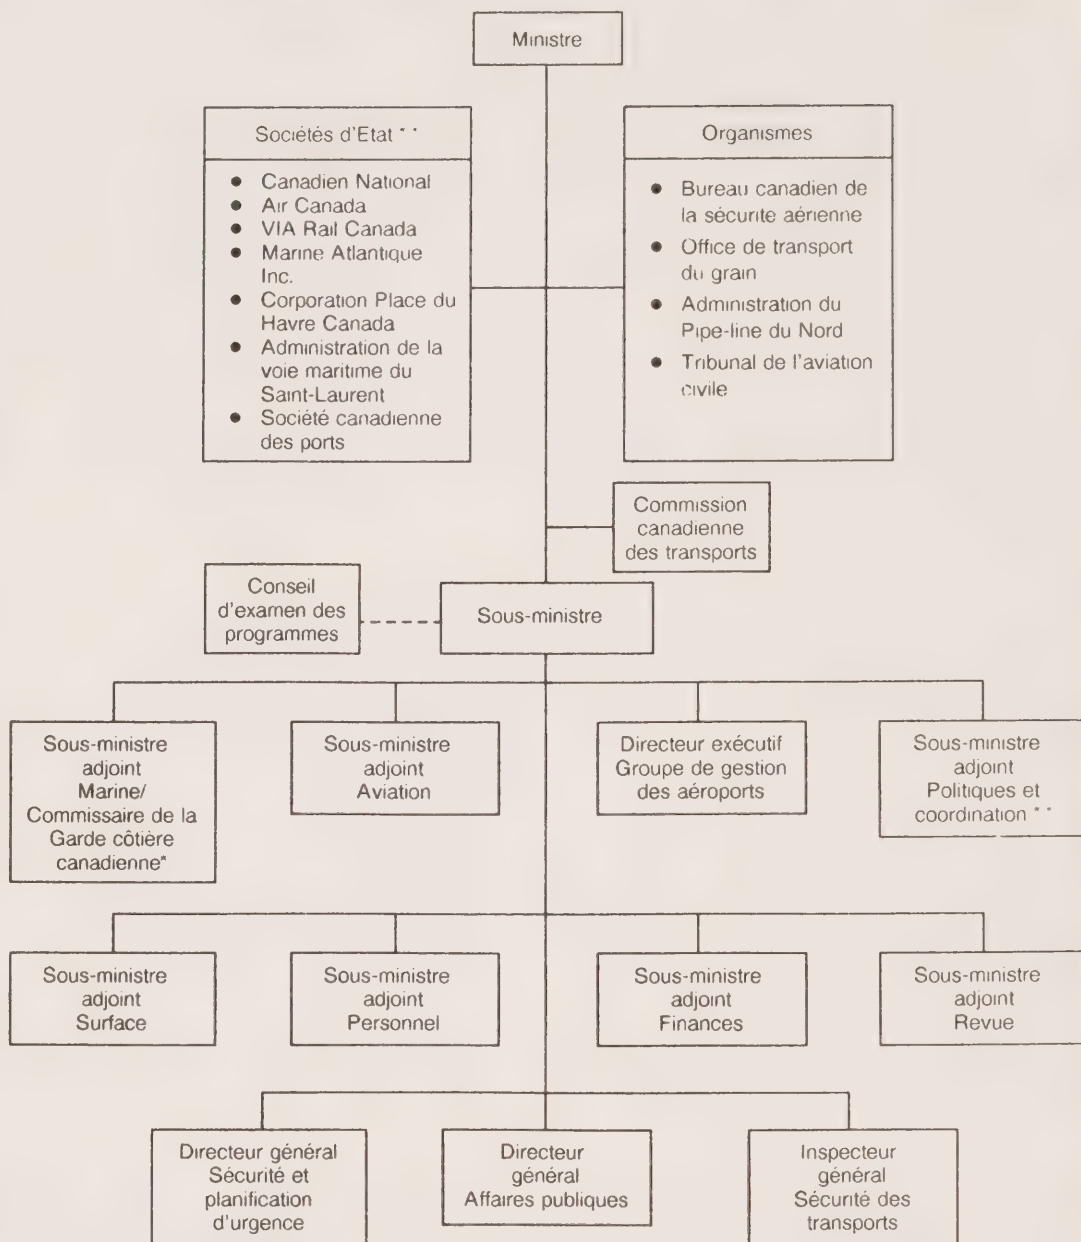 Ministre
Sociétés d'Etat **
• Canadien National
• Air Canada
• VIA Rail Canada
• Marine Atlantique
Inc.
• Corporation Place du
Havre Canada
• Administration de la
voie maritime du
Saint-Laurent
• Société canadienne
des ports
Organismes
• Bureau canadien de
la sécurite aérienne
• Office de transport
du grain
• Administration du
Pipe-line du Nord
• Tribunal de l'aviation
civile
Commission
canadienne
des transports
Conseil
d'examen des
programmes
Sous-ministre
Sous-ministre
adjoint
Marine/
Commissaire de la
Garde côtière
canadienne*
Sous-ministre
adjoint
Aviation
Directeur exécutif
Groupe de gestion
des aéroports
Sous-ministre
adjoint
Politiques et
coordination **
Sous-ministre
adjoint
Surface
Sous-ministre
adjoint
Personnel
Sous-ministre
adjoint
Finances
Sous-ministre
adjoint
Revue
Directeur général
Sécurité et
planification
d'urgence
Directeur
général
Affaires publiques
Inspecteur
général
Sécurité des
transports